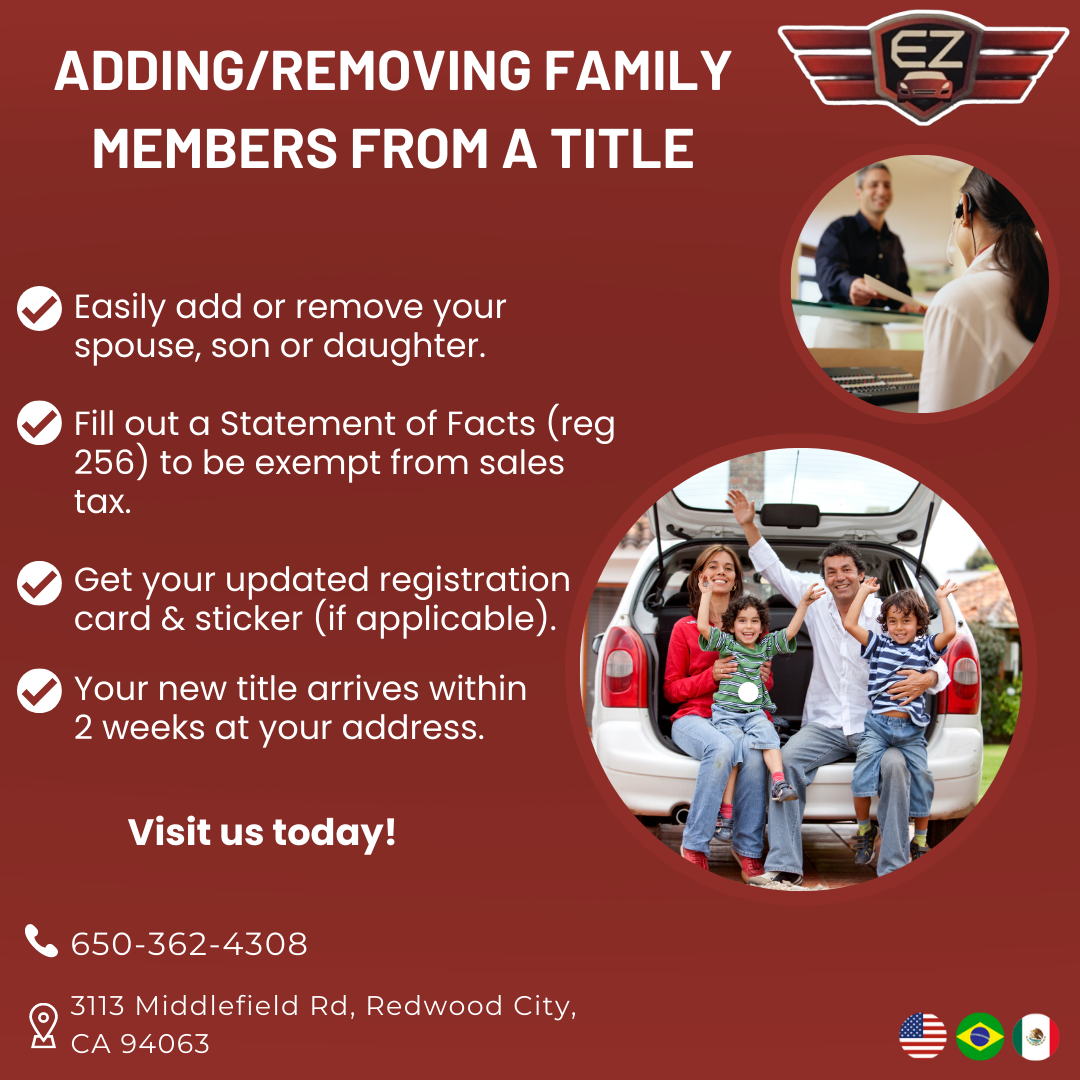 ADDING/REMOVING FAMILY
MEMBERS FROM A TITLE
EZ
Easily add or remove your
spouse, son or daughter.
Fill out a Statement of Facts (reg
256) to be exempt from sales
tax.
Get your updated registration
card & sticker (if applicable).
Your new title arrives within
2 weeks at your address.
Visit us today!
650-362-4308
3113 Middlefield Rd, Redwood City,
CA 94063